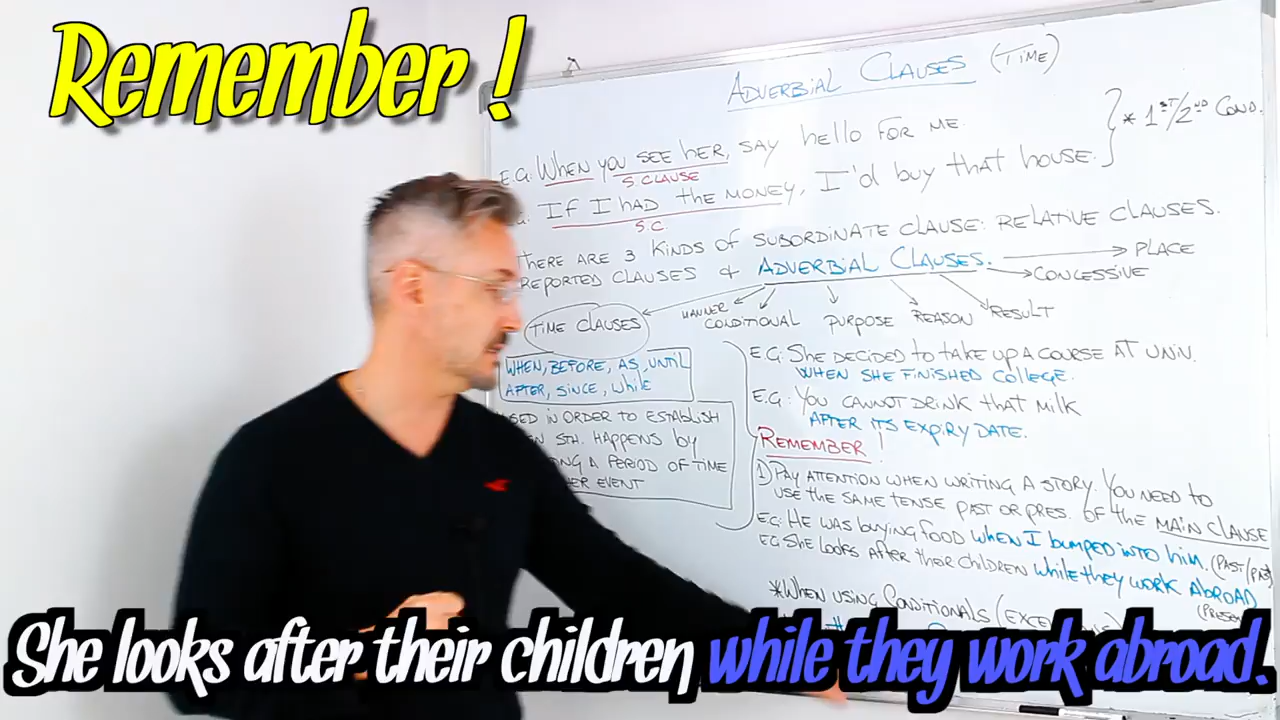 Remember !
ADVERBIAL CLAUSES (TIME)
E.G: WHEN YOU SEE HER, SAY hello FOR ME.
S. CLAUSE
If I HAD the MONEY, I'd buy that house.
S.C.
* 1ST/2ND COND.
HERE ARE 3 KINDS OF SUBORDINATE CLAUSE: RELATIVE CLAUSES.
REPORTED CLAUSES & ADVERBIAL CLAUSES.
PLACE
CONCESSIVE
TIME CLAUSES
MANNER
CONDITIONAL
PURPOSE
REASON
RESULT
WHEN, BEFORE, AS, UNTIL
AFTER, SINCE, While
USED IN ORDER TO ESTABLISH
STH. HAPPENS by
A PERIOD OF TIME
EVENT
E.G: SHE DECIDED TO TAKE UP A COURSE AT UNIV.
WHEN SHE FINISHED COLLEGE.
E.G: YOU CANNOT DRINK that MILK
AFTER ITS EXPIRY DATE.
REMEMBER !
1) PAY ATTENTION WHEN WRITING A STORY. YOU NEED TO
USE THE SAME TENSE PAST OR PRES. OF the MAIN CLAUSE
E.G: HE WAS BUYING FOOD WHEN I BUMPED INTO him. (PAST/PAST
E.G: SHE LOOKS AFTER THEIR CHILDREN While they WORK ABROAD
*WHEN USING CONDITIONALS
She looks after their children while they work abroad.